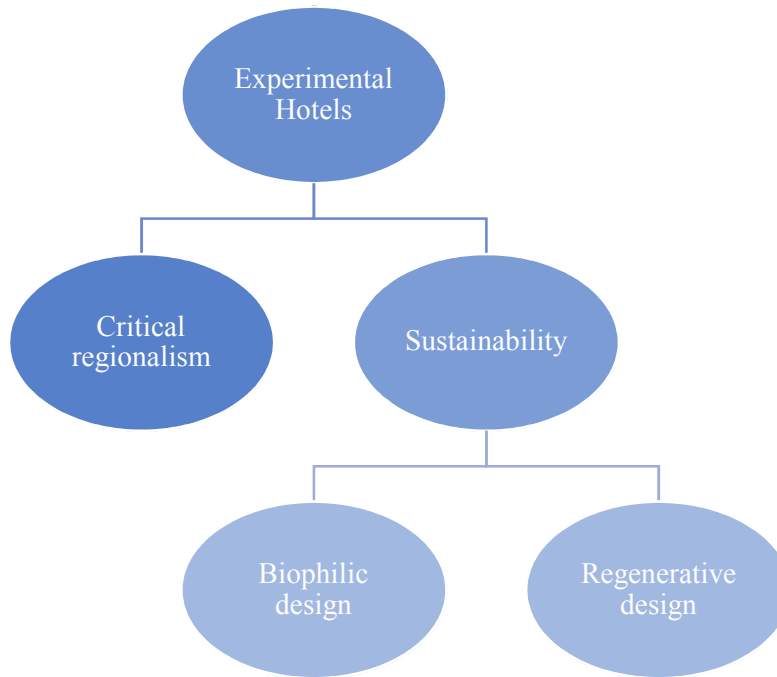 Experimental
Hotels
Critical
regionalism
Sustainability
Biophilic
design
Regenerative
design